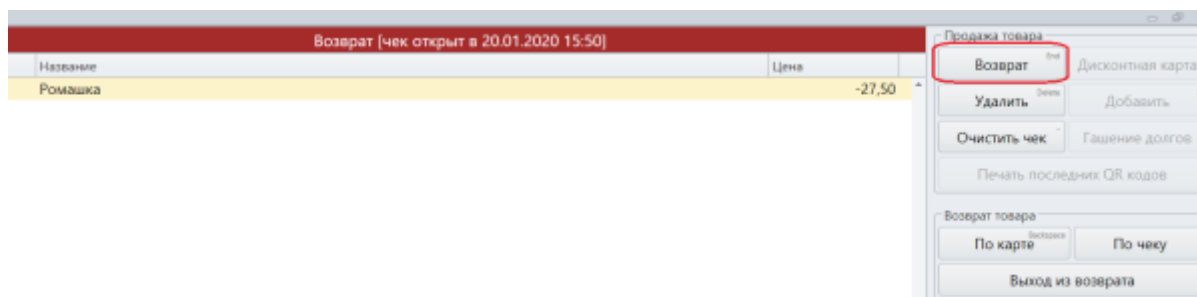 Возврат [чек открыт в 20.01.2020 15:50]
Название Цена
Ромашка -27,50
Продажа товара
Возврат End Дисконтная карта
Удалить Delete Добавить
Очистить чек - Гашение долгов
Печать последних QR кодов
Возврат товара
По карте Backspace По чеку
Выход из возврата